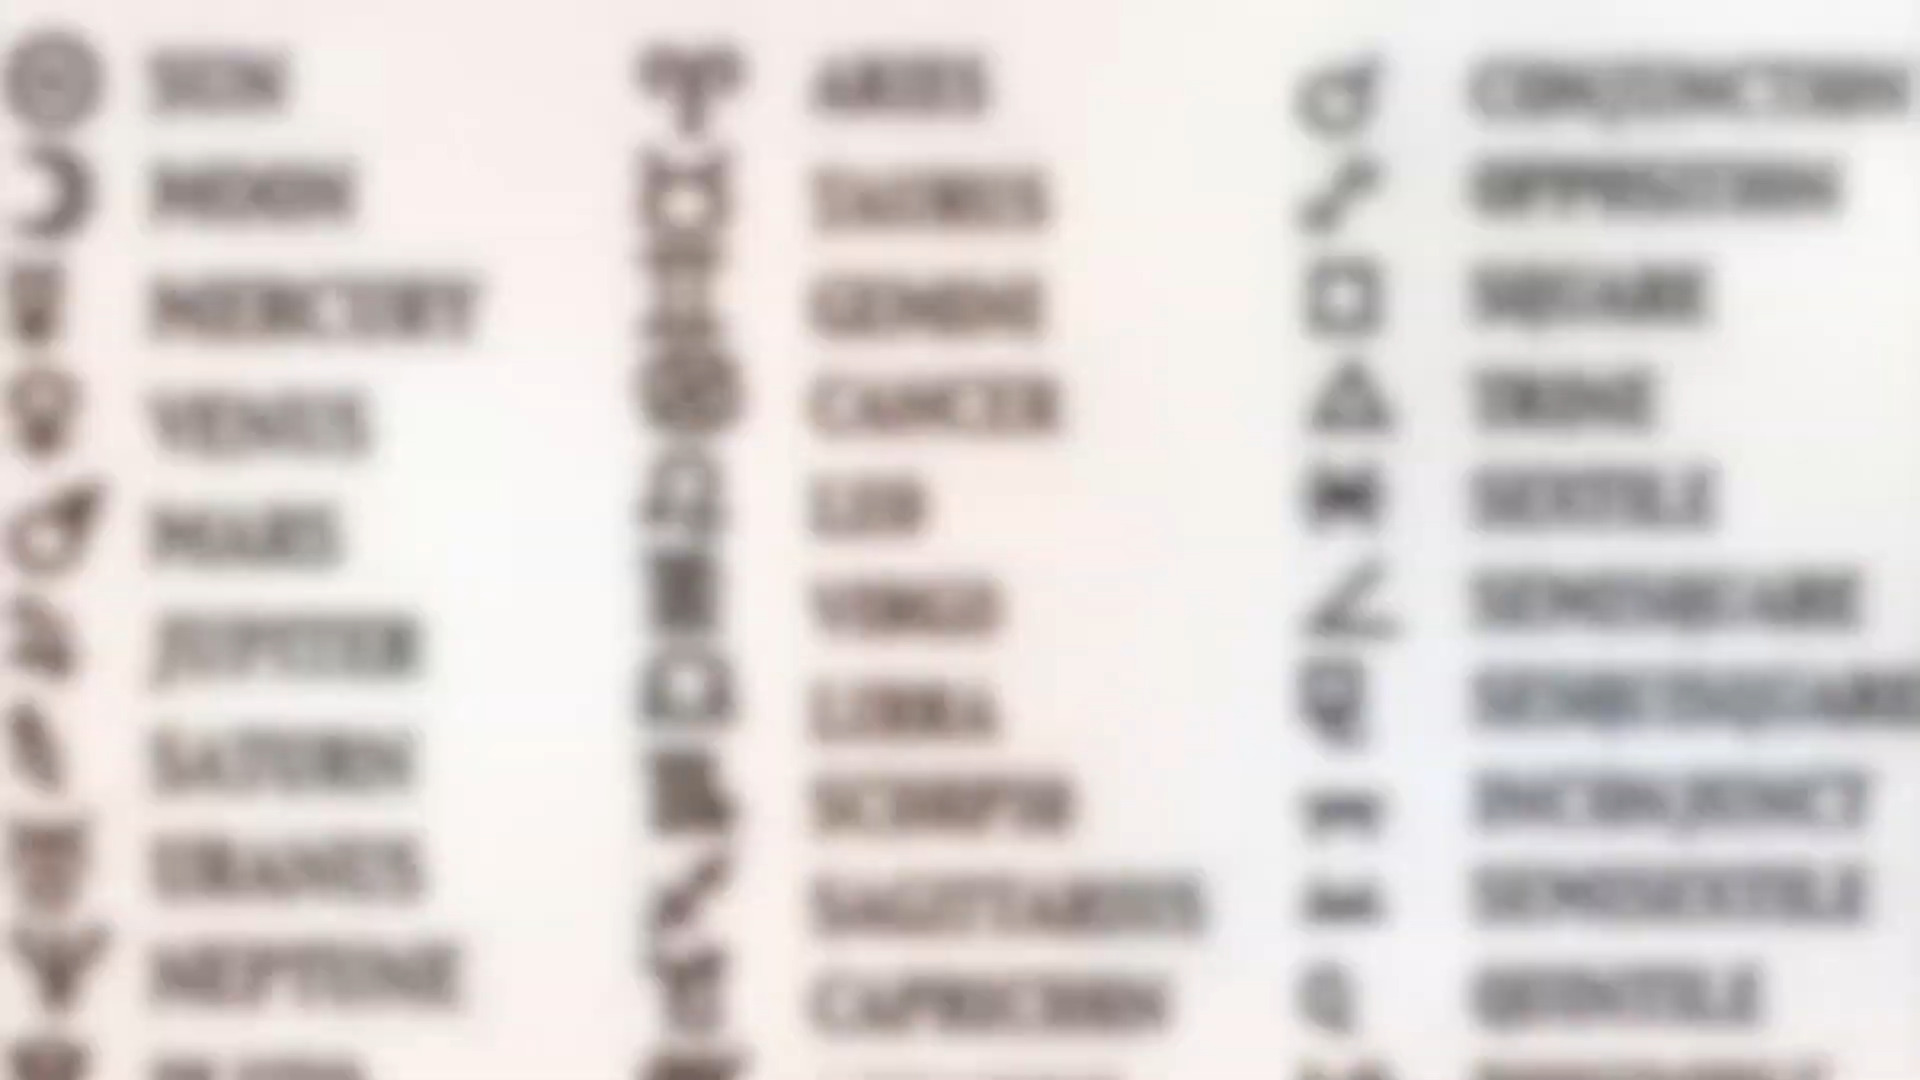 SUN
MOON
MERCURY
VENUS
MARS
JUPITER
SATURN
URANUS
NEPTUNE
ARIES
TAURUS
GEMINI
CANCER
LEO
VIRGO
LIBRA
SCORPIO
SAGITTARIUS
CAPRICORN
CONJUNCTION
OPPOSITION
SQUARE
TRINE
SEXTILE
SEMISQUARE
INCONJUNCT
SEMISEXTILE
QUINTILE